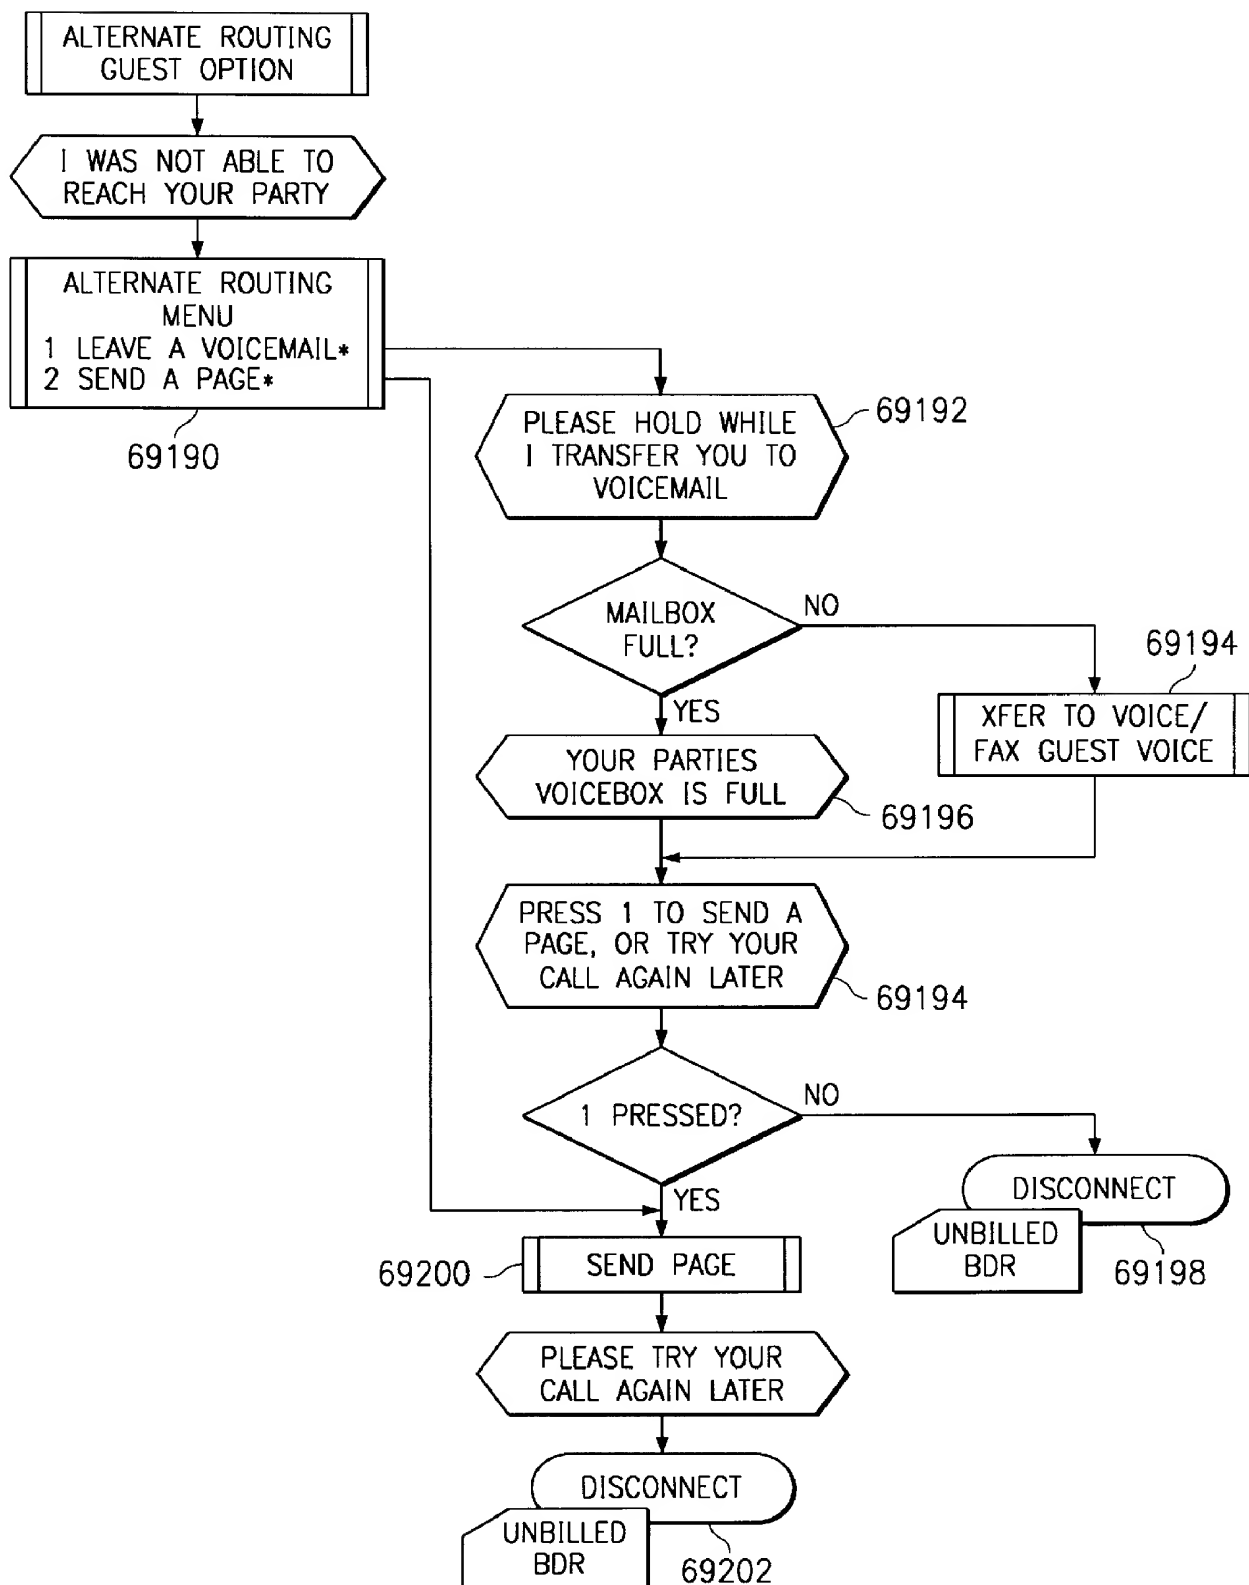 ALTERNATE ROUTING
GUEST OPTION
I WAS NOT ABLE TO
REACH YOUR PARTY
ALTERNATE ROUTING
MENU
1 LEAVE A VOICEMAIL*
2 SEND A PAGE*
69190
PLEASE HOLD WHILE
I TRANSFER YOU TO
VOICEMAIL
69192
MAILBOX
FULL?
NO
YES
69194
XFER TO VOICE/
FAX GUEST VOICE
YOUR PARTIES
VOICEBOX IS FULL
69196
PRESS 1 TO SEND A
PAGE, OR TRY YOUR
CALL AGAIN LATER
69194
1 PRESSED?
NO
YES
DISCONNECT
UNBILLED
BDR
69198
69200
SEND PAGE
PLEASE TRY YOUR
CALL AGAIN LATER
DISCONNECT
UNBILLED
BDR
69202